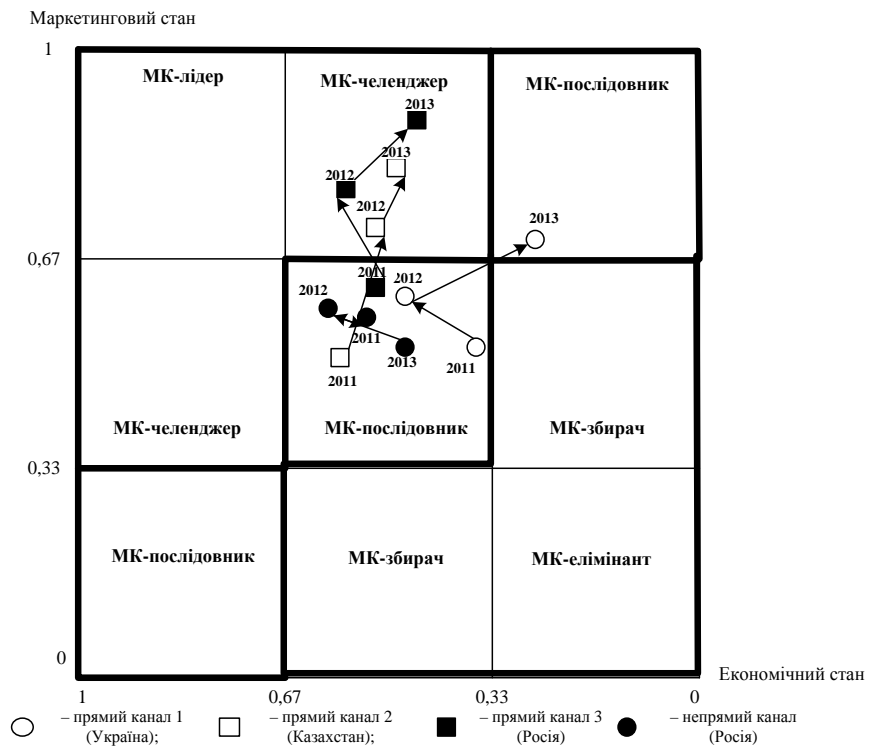 Маркетинговий стан
1
МК-лідер
МК-челенджер
МК-послідовник
2013
2013
2012
2012
2013
0,67
2011
2012
2012
2011
2013
2011
2011
МК-челенджер
МК-послідовник
МК-збирач
0,33
МК-послідовник
МК-збирач
МК-елімінант
0
Економічний стан
1
0,67
0,33
0
– прямий канал 1
(Україна);
– прямий канал 2
(Казахстан);
– прямий канал 3
(Росія)
– непрямий канал
(Росія)